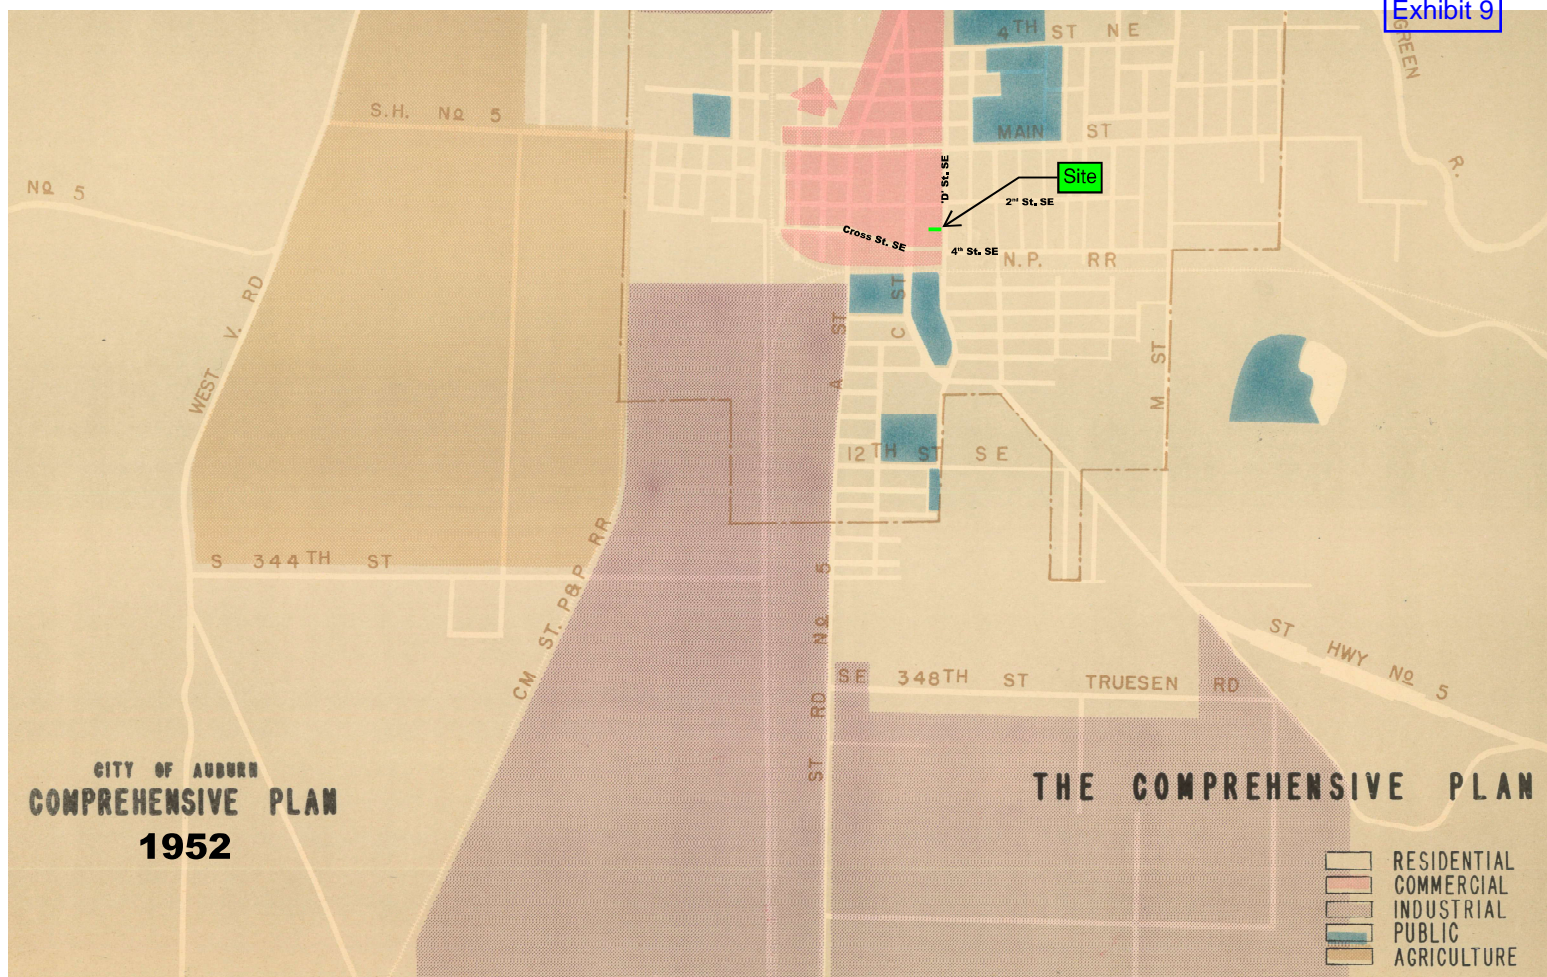 Exhibit 9
4TH ST NE
GREEN
S.H. No 5
MAIN ST
R.
No 5
'D' St. SE
Site
2nd St. SE
Cross St. SE
4th St. SE
N.P. RR
WEST V. RD
A ST
C ST
M ST
12TH ST SE
S 344TH ST
CM ST. P&P RR
ST RD No 5
SE 348TH ST TRUESEN RD
ST HWY No 5
CITY OF AUBURN
COMPREHENSIVE PLAN
1952
THE COMPREHENSIVE PLAN
RESIDENTIAL
COMMERCIAL
INDUSTRIAL
PUBLIC
AGRICULTURE